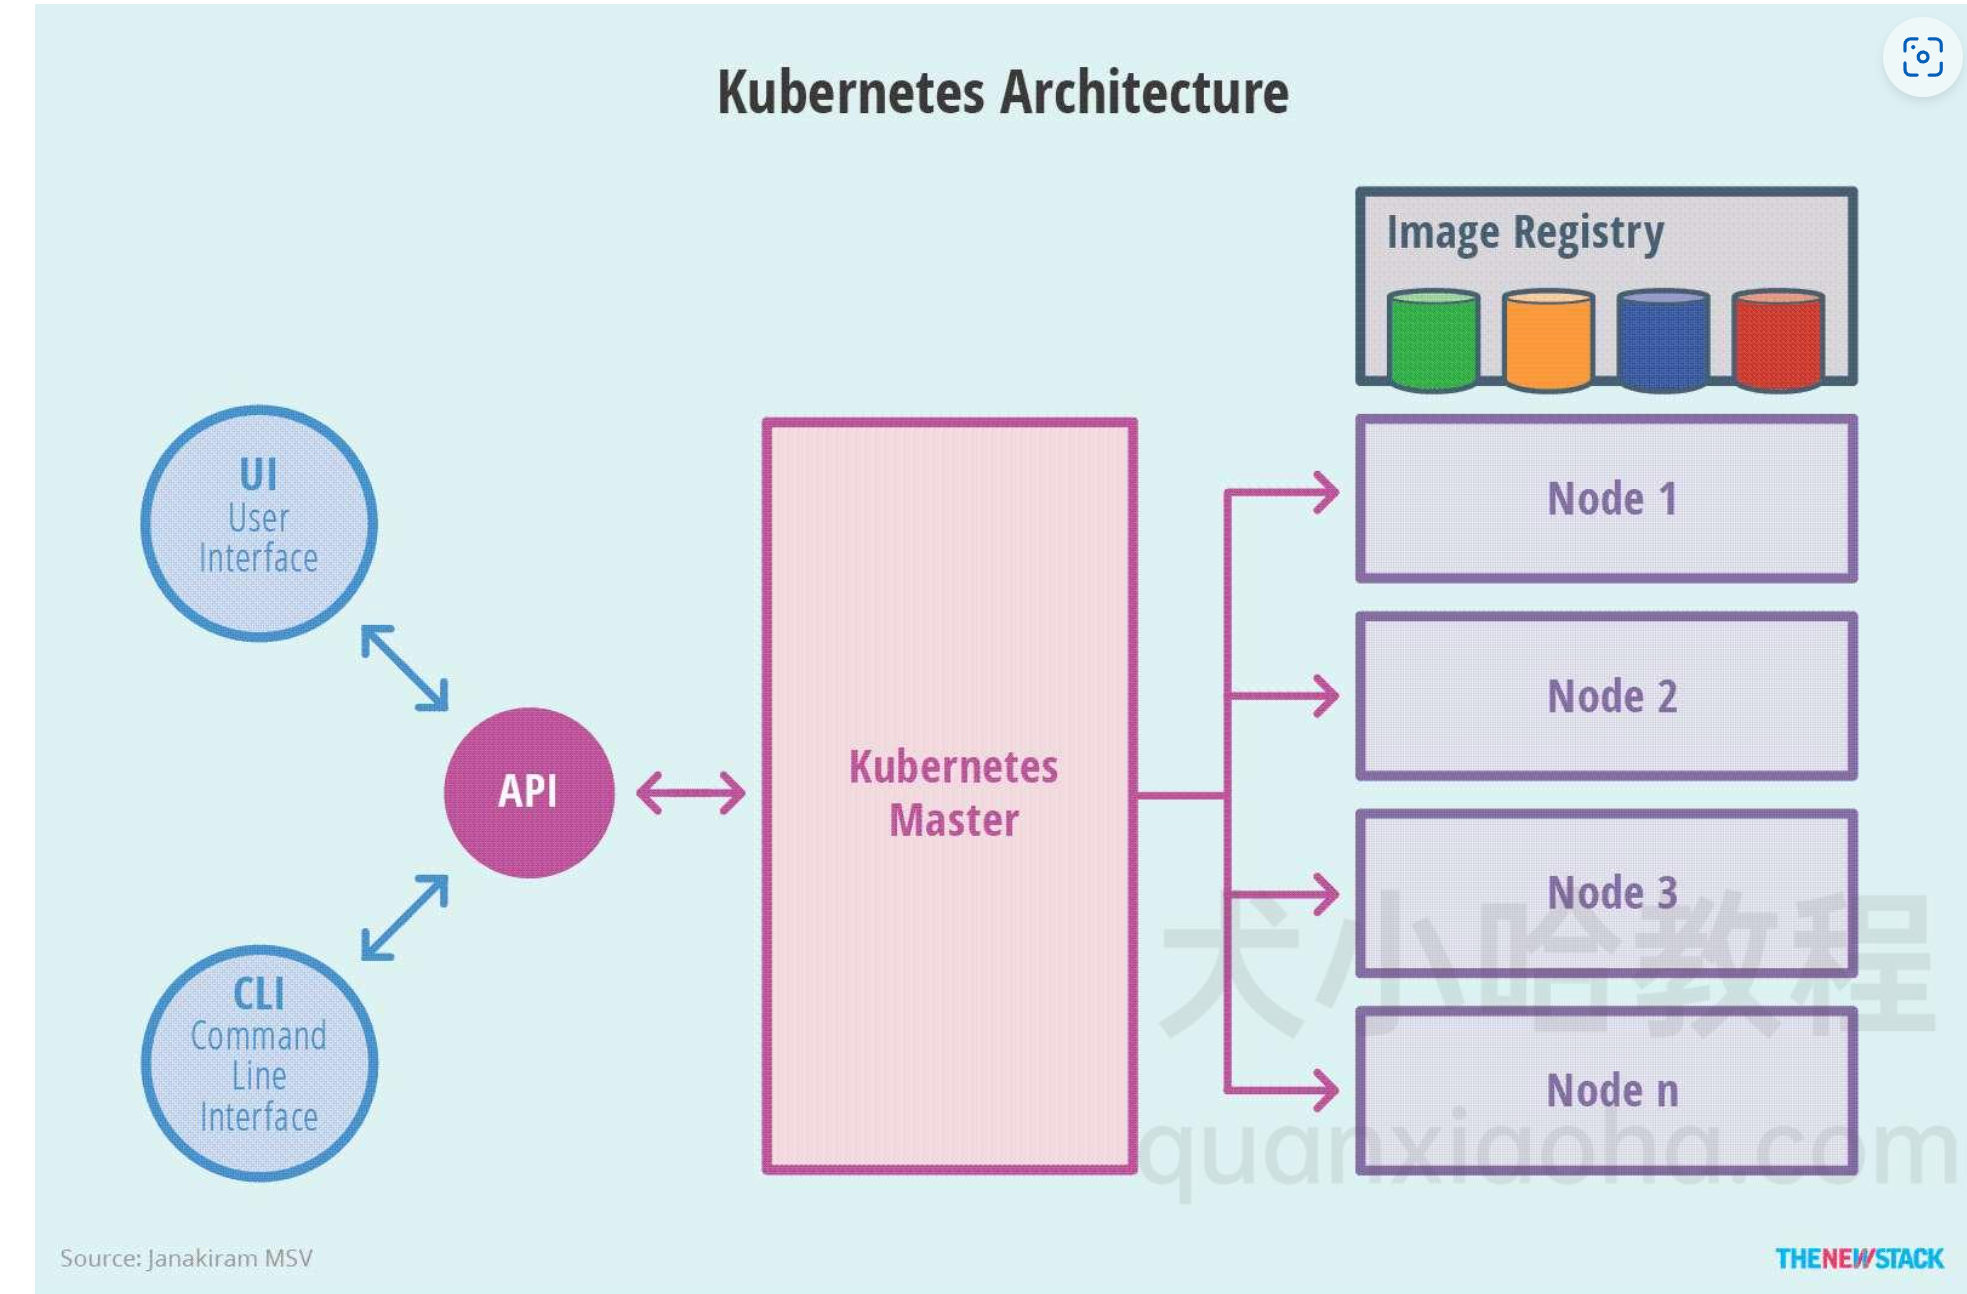 Kubernetes Architecture
Image Registry
UI
User
Interface
API
CLI
Command
Line
Interface
Kubernetes
Master
Node 1
Node 2
Node 3
Node n
犬小哈教程
quanxiaoha.com
Source: Janakiram MSV
THENEWSTACK